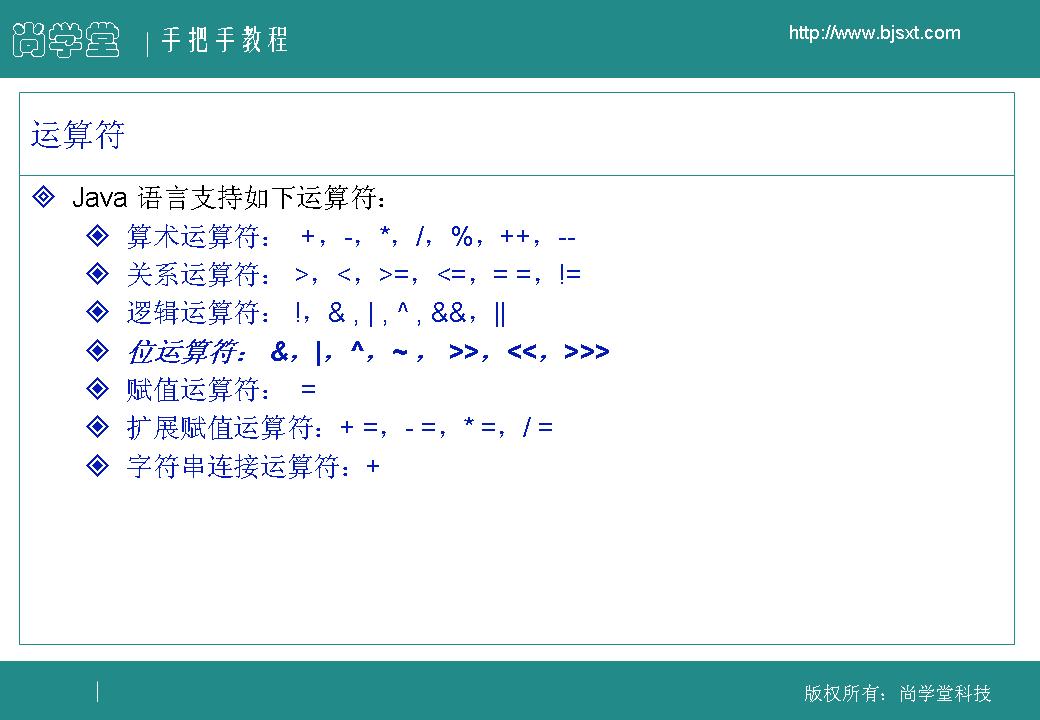 尚学堂 | 手把手教程
http://www.bjsxt.com
运算符
Java 语言支持如下运算符：
算术运算符： +，-，*，/，%，++，--
关系运算符： >，<，>=，<=，= =，!=
逻辑运算符： !，& , | , ^ , &&，||
位运算符： &，|，^，~ ， >>，<<，>>>
赋值运算符： =
扩展赋值运算符：+ =，- =，* =，/ =
字符串连接运算符：+
版权所有：尚学堂科技